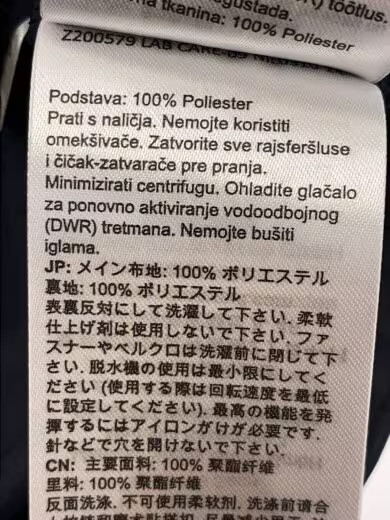 tkanina: 100% Poliester
Z200579 LAB CARE
Podstava: 100% Poliester
Prati s naličja. Nemojte koristiti
omekšivače. Zatvorite sve rajsferšluse
i čičak-zatvarače pre pranja.
Minimizirati centrifugu. Ohladite glačalo
za ponovno aktiviranje vodoodbojnog
(DWR) tretmana. Nemojte bušiti
iglama.
JP: メイン布地: 100% ポリエステル
裏地: 100% ポリエステル
表裏反対にして洗濯して下さい. 柔軟
仕上げ剤は使用しないで下さい. ファ
スナーやベルクロは洗濯前に閉じて下
さい. 脱水機の使用は最小限にしてく
ださい (使用する際は回転速度を最低
に設定してください). 最高の機能を発
揮するにはアイロンがけが必要です.
針などで穴を開けないで下さい.
CN: 主要面料: 100% 聚酯纤维
里料: 100% 聚酯纤维
反面洗涤. 不可使用柔软剂. 洗涤前请合